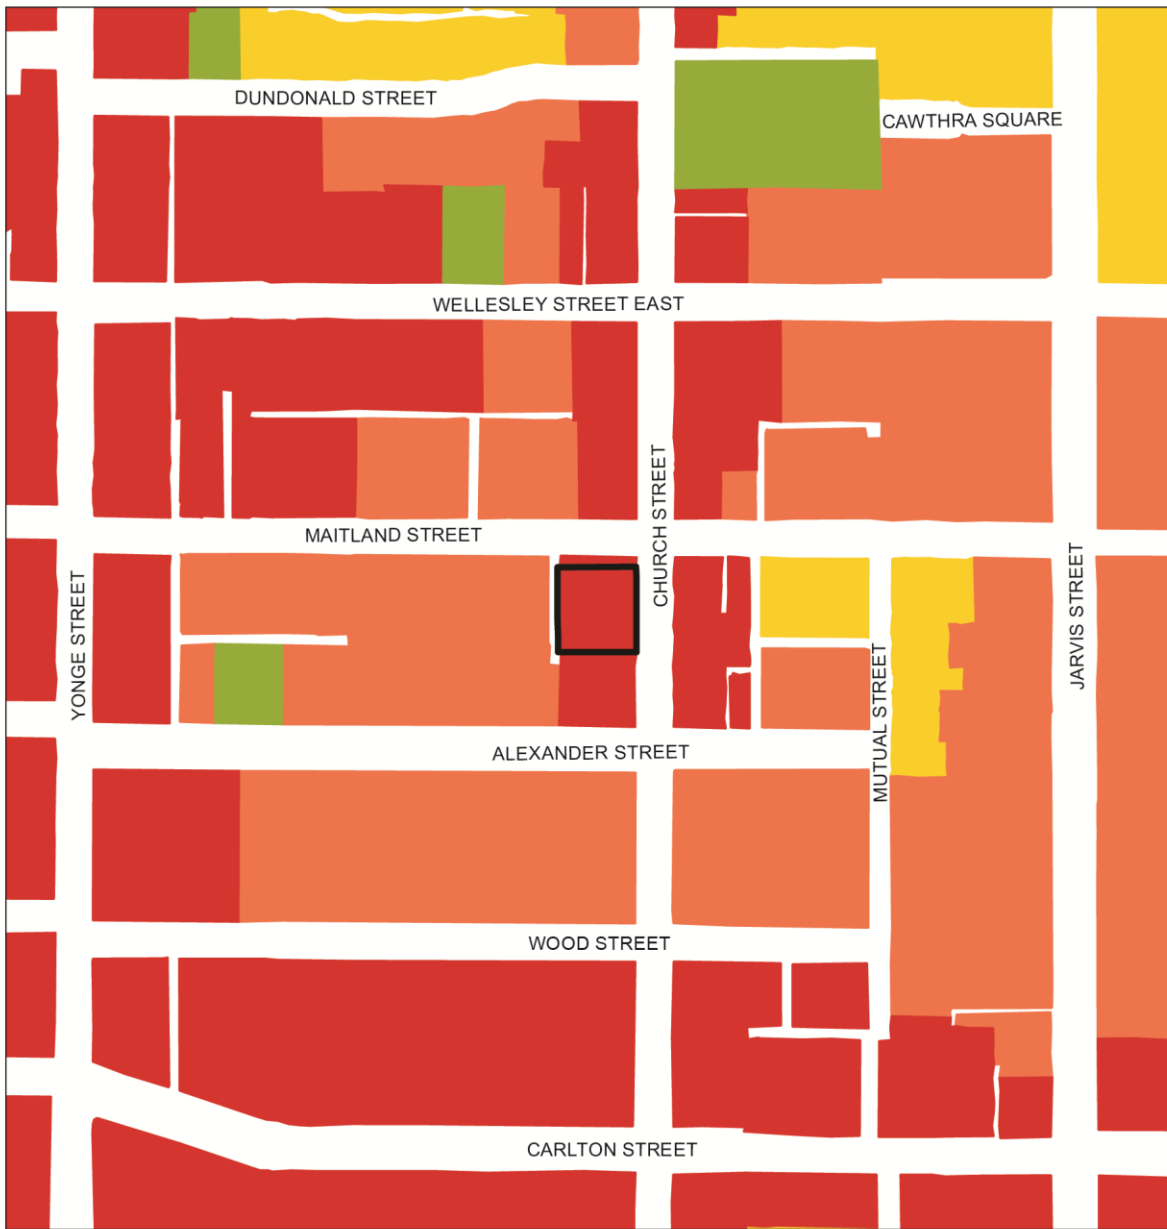 DUNDONALD STREET
CAWTHRA SQUARE
WELLESLEY STREET EAST
CHURCH STREET
MAITLAND STREET
YONGE STREET
JARVIS STREET
MUTUAL STREET
ALEXANDER STREET
WOOD STREET
CARLTON STREET